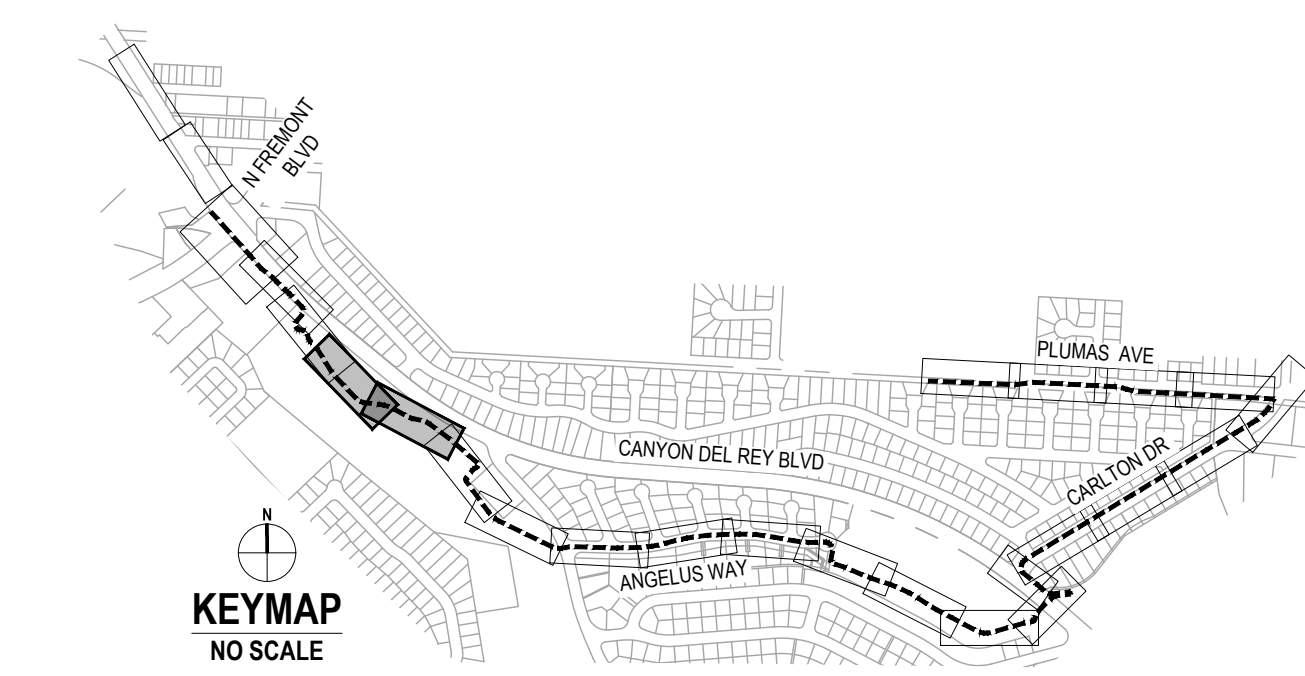 N FREMONT
BLVD
PLUMAS AVE
CANYON DEL REY BLVD
CARLTON DR
ANGELUS WAY
N
KEYMAP
NO SCALE